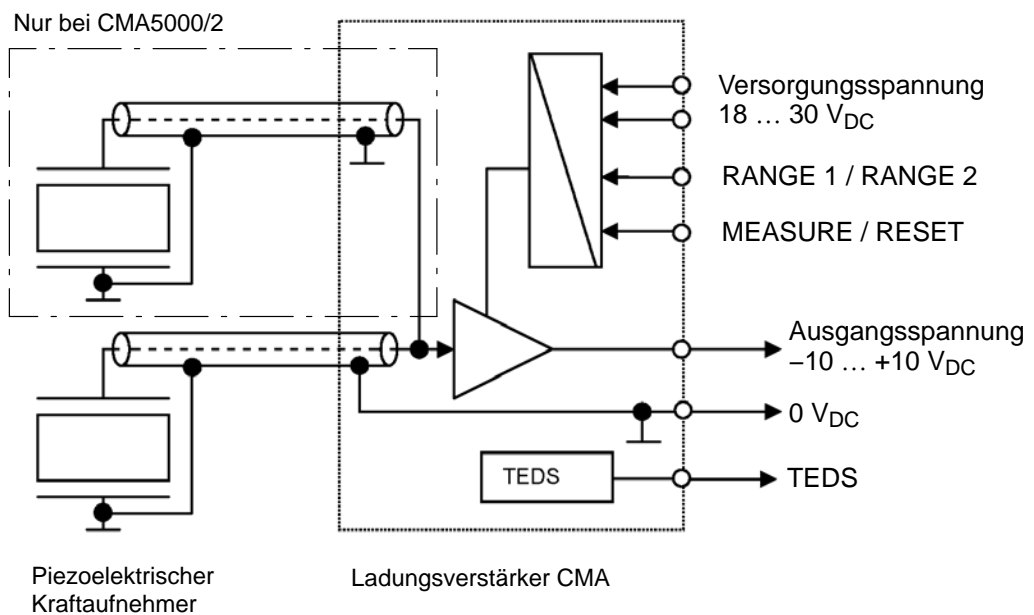 Nur bei CMA5000/2
Versorgungsspannung
18 … 30 VDC
RANGE 1 / RANGE 2
MEASURE / RESET
Ausgangsspannung
–10 … +10 VDC
0 VDC
TEDS
TEDS
Piezoelektrischer
Kraftaufnehmer
Ladungsverstärker CMA